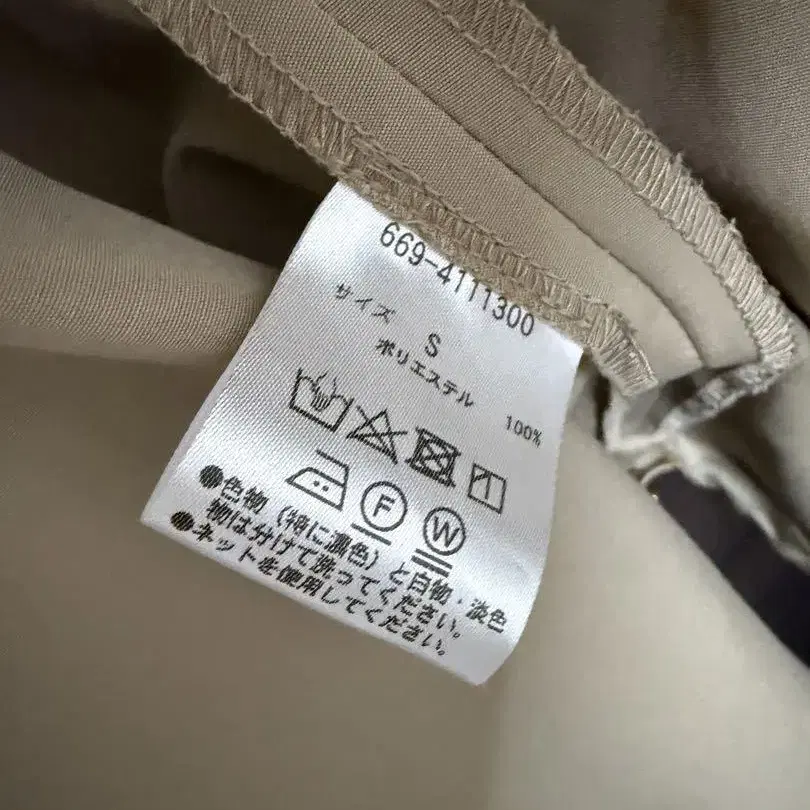 669-4111300
サイズ S
ポリエステル 100%
F W
●色物(特に濃色)と白物・淡色
物は分けて洗ってください。
●ネットを使用してください。